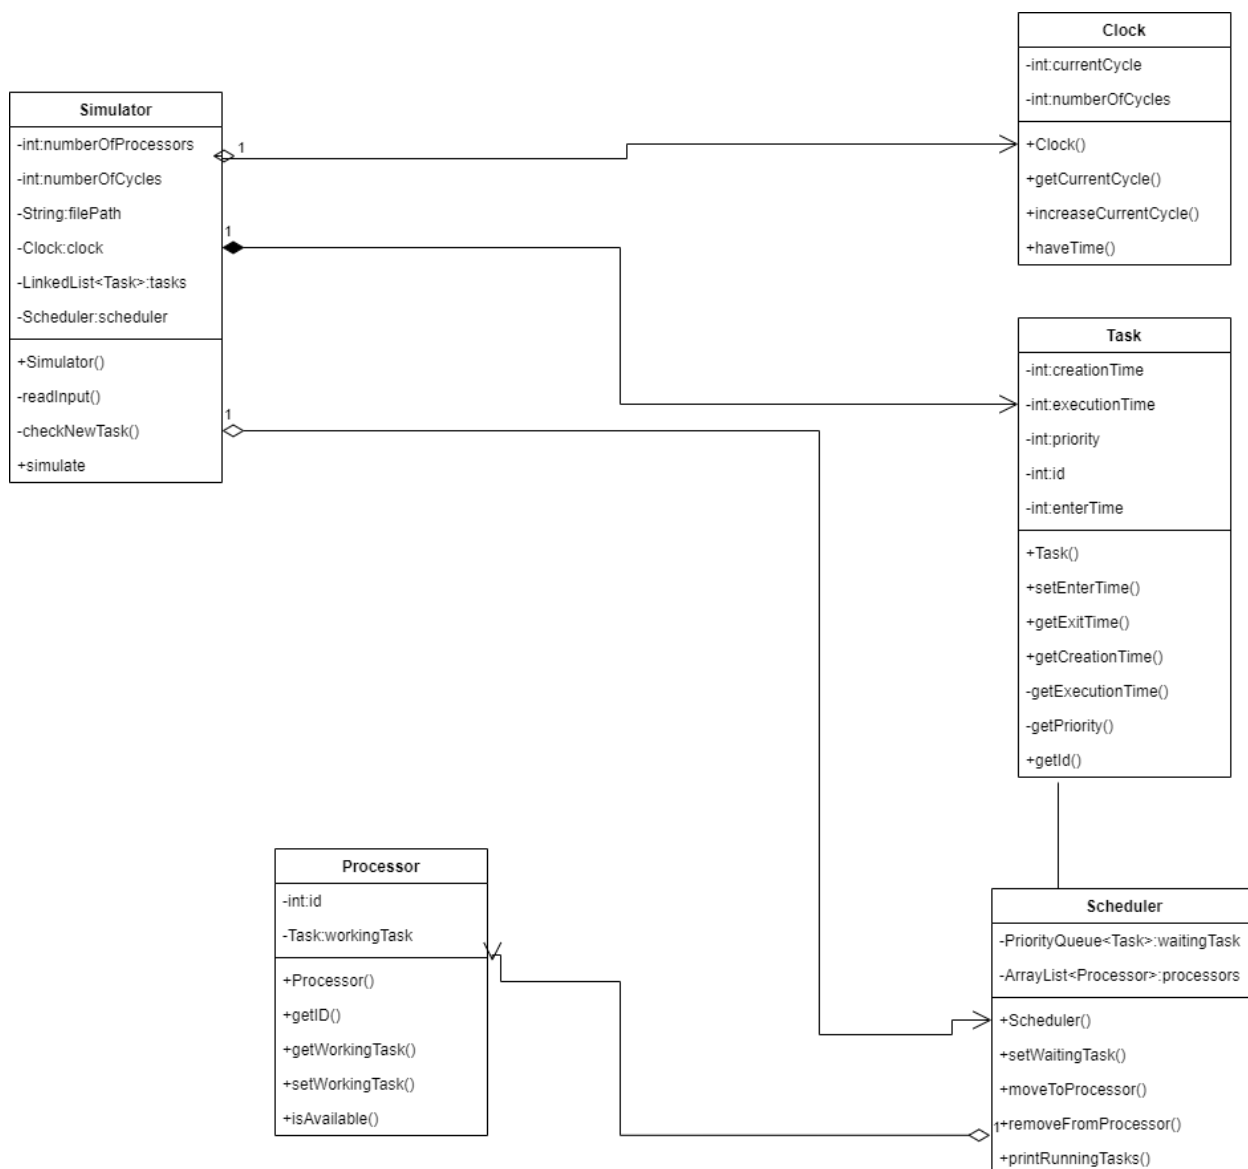 Clock
-int:currentCycle
-int:numberOfCycles
+Clock()
+getCurrentCycle()
+increaseCurrentCycle()
+haveTime()
Simulator
-int:numberOfProcessors
-int:numberOfCycles
-String:filePath
-Clock:clock
-LinkedList<Task>:tasks
-Scheduler:scheduler
+Simulator()
-readInput()
-checkNewTask()
+simulate
1
1
1
Task
-int:creationTime
-int:executionTime
-int:priority
-int:id
-int:enterTime
+Task()
+setEnterTime()
+getExitTime()
+getCreationTime()
-getExecutionTime()
-getPriority()
+getId()
Processor
-int:id
-Task:workingTask
+Processor()
+getID()
+getWorkingTask()
+setWorkingTask()
+isAvailable()
Scheduler
-PriorityQueue<Task>:waitingTask
-ArrayList<Processor>:processors
+Scheduler()
+setWaitingTask()
+moveToProcessor()
+removeFromProcessor()
+printRunningTasks()
1